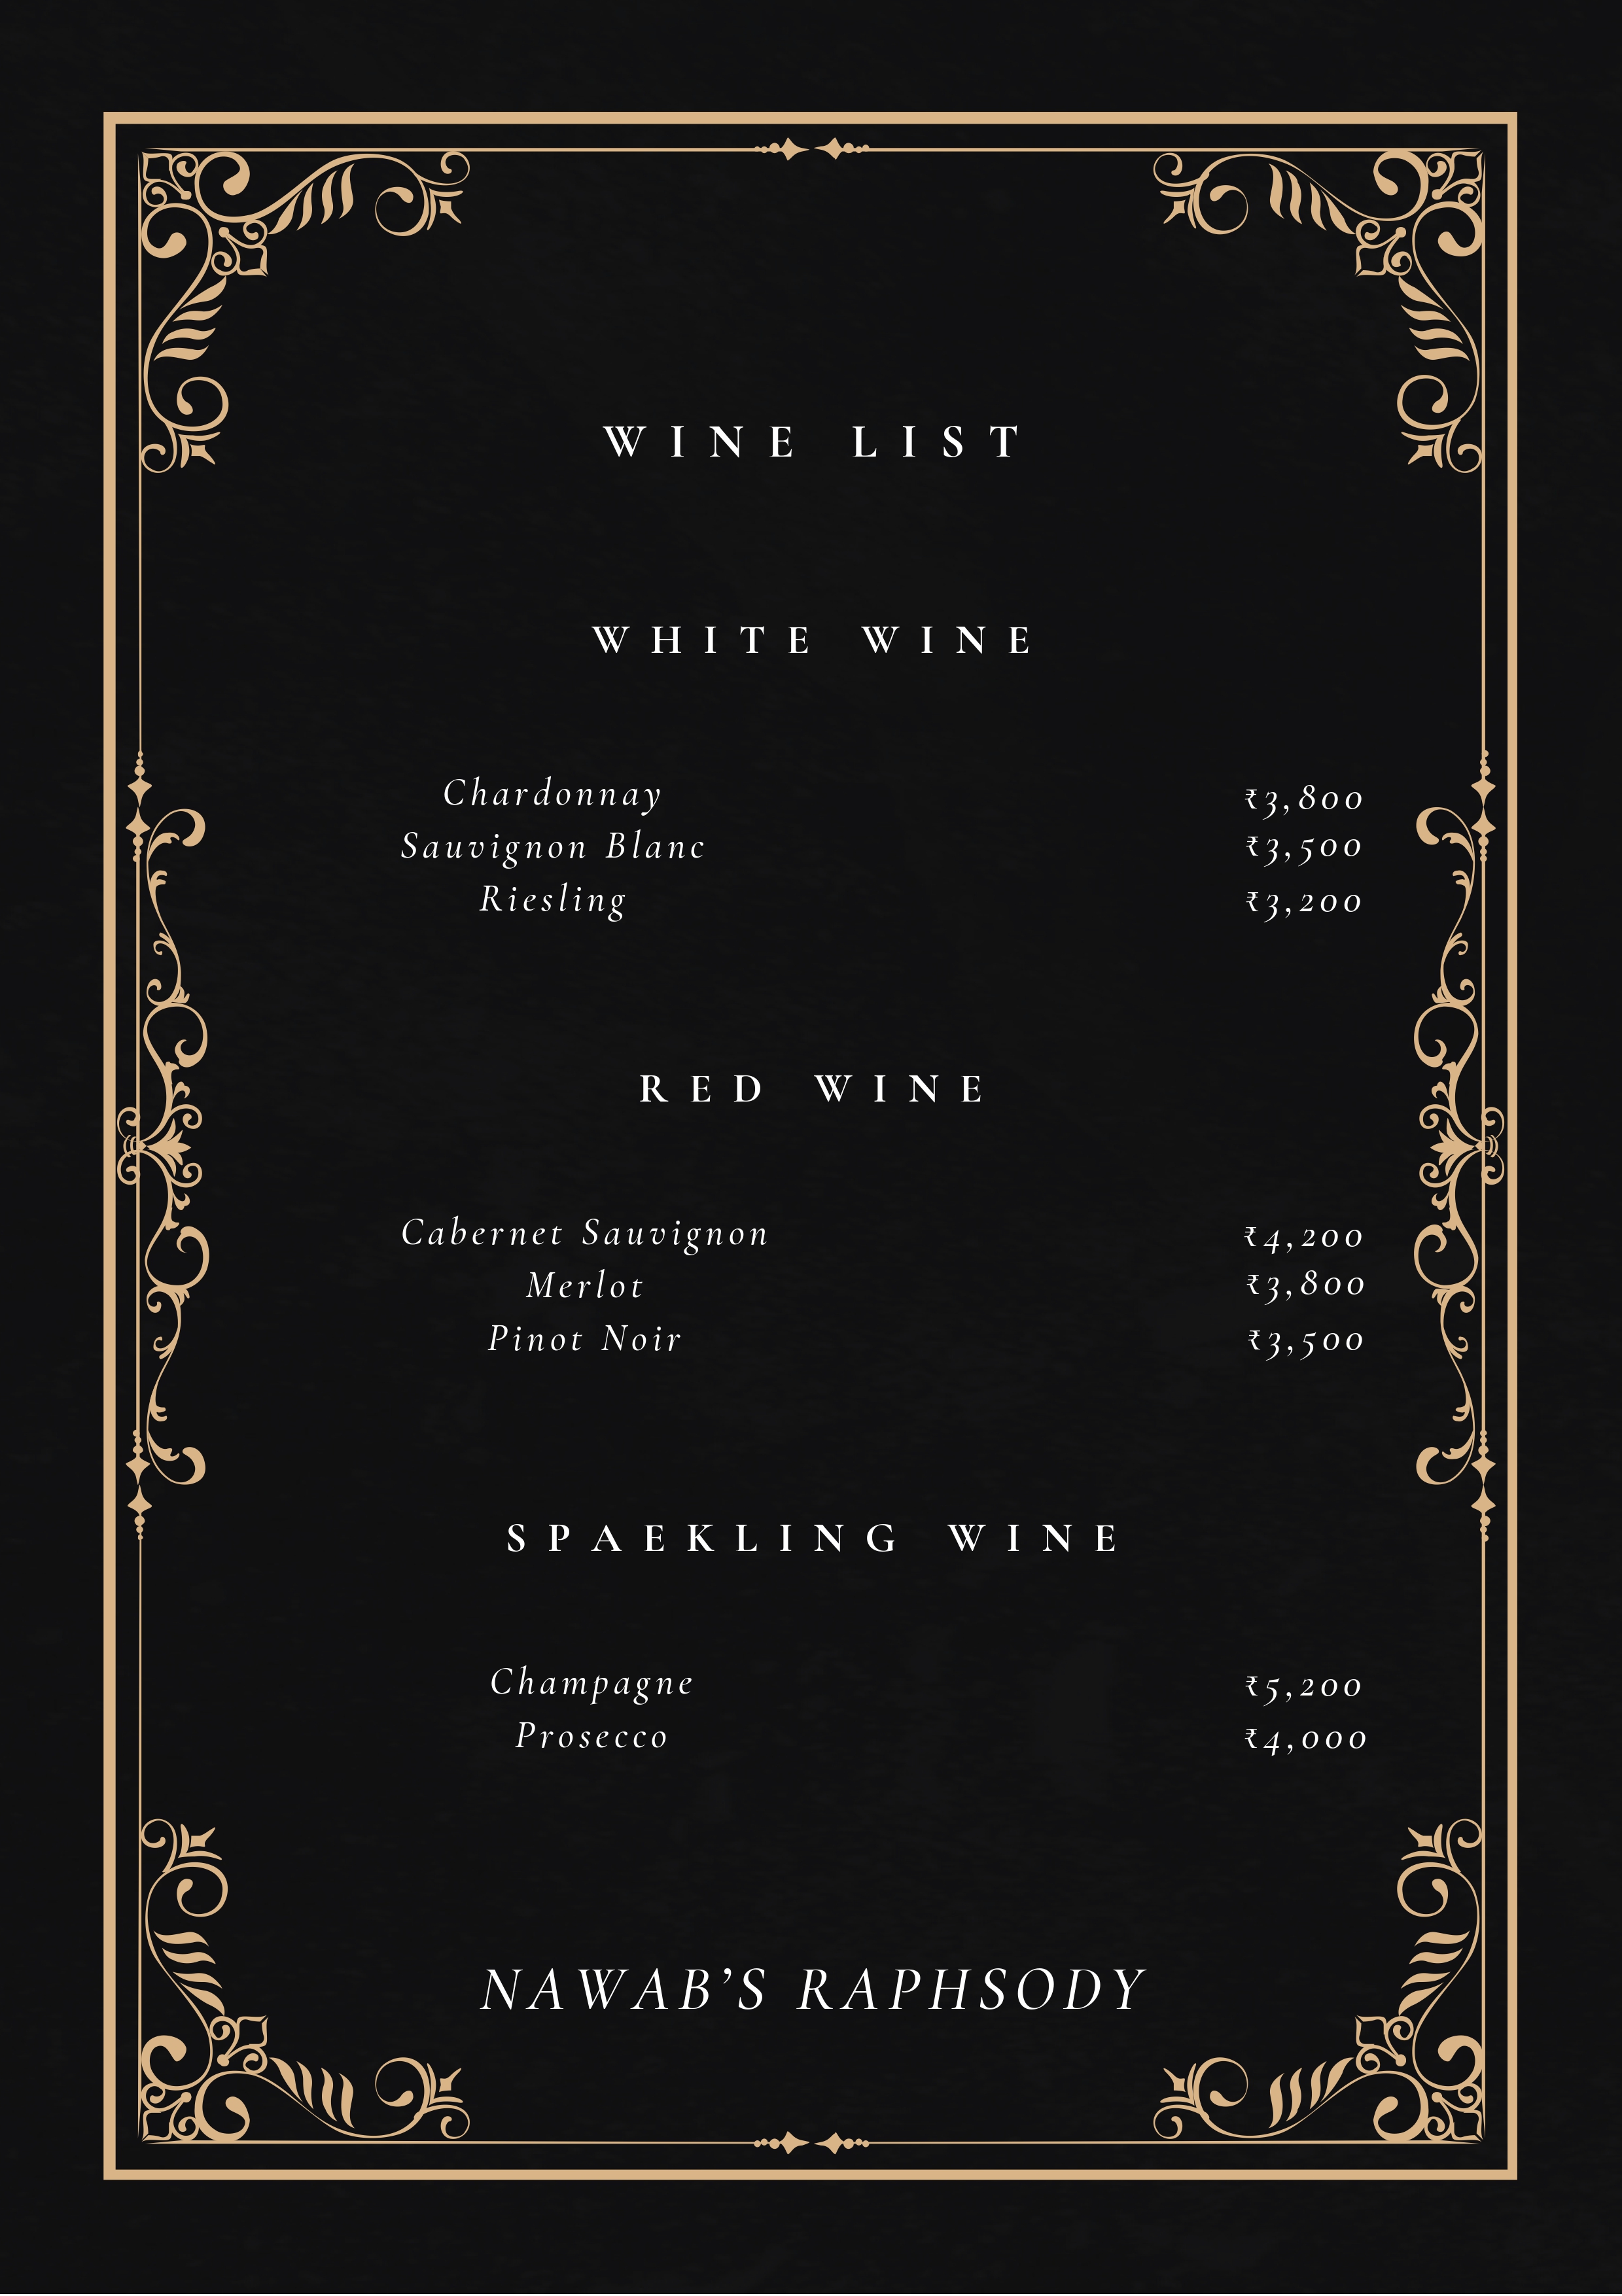 WINE LIST
WHITE WINE
Chardonnay ₹3,800
Sauvignon Blanc ₹3,500
Riesling ₹3,200
RED WINE
Cabernet Sauvignon ₹4,200
Merlot ₹3,800
Pinot Noir ₹3,500
SPAEKLING WINE
Champagne ₹5,200
Prosecco ₹4,000
NAWAB’S RAPHSODY